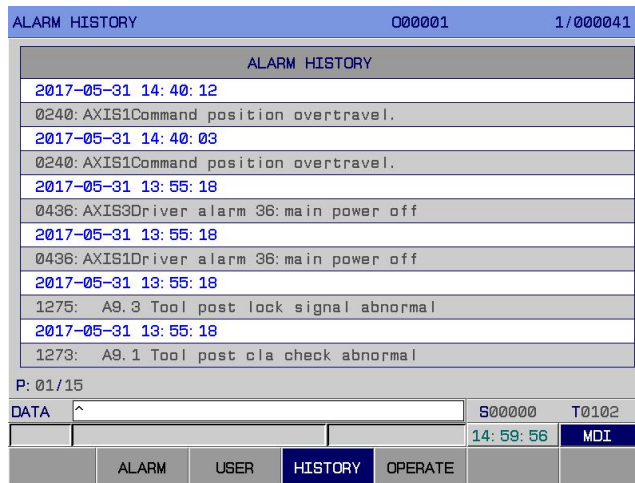 ALARM HISTORY O00001 1/000041
ALARM HISTORY
2017-05-31 14:40:12
0240:AXIS1Command position overtravel.
2017-05-31 14:40:03
0240:AXIS1Command position overtravel.
2017-05-31 13:55:18
0436:AXIS3Driver alarm 36:main power off
2017-05-31 13:55:18
0436:AXIS1Driver alarm 36:main power off
2017-05-31 13:55:18
1275: A9.3 Tool post lock signal abnormal
2017-05-31 13:55:18
1273: A9.1 Tool post cla check abnormal
P:01/15
DATA ^ S00000 T0102
14:59:56 MDI
ALARM USER HISTORY OPERATE